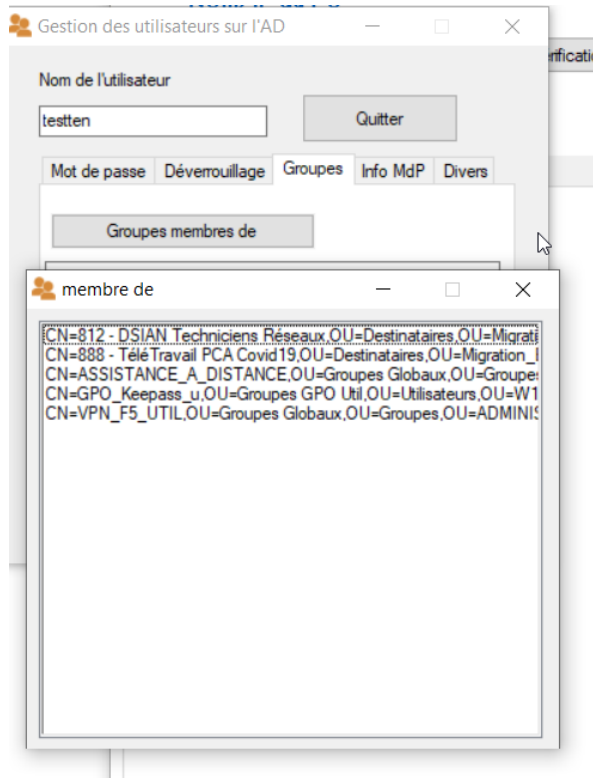 Gestion des utilisateurs sur l'AD
Nom de l'utilisateur
testten
Quitter
Mot de passe Déverrouillage Groupes Info MdP Divers
Groupes membres de
membre de
CN=812 - DSIAN Techniciens Réseaux,OU=Destinataires,OU=Migrati
CN=888 - TéléTravail PCA Covid19,OU=Destinataires,OU=Migration_
CN=ASSISTANCE_A_DISTANCE,OU=Groupes Globaux,OU=Groupe
CN=GPO_Keepass_u,OU=Groupes GPO Util,OU=Utilisateurs,OU=W1
CN=VPN_F5_UTIL,OU=Groupes Globaux,OU=Groupes,OU=ADMINIS